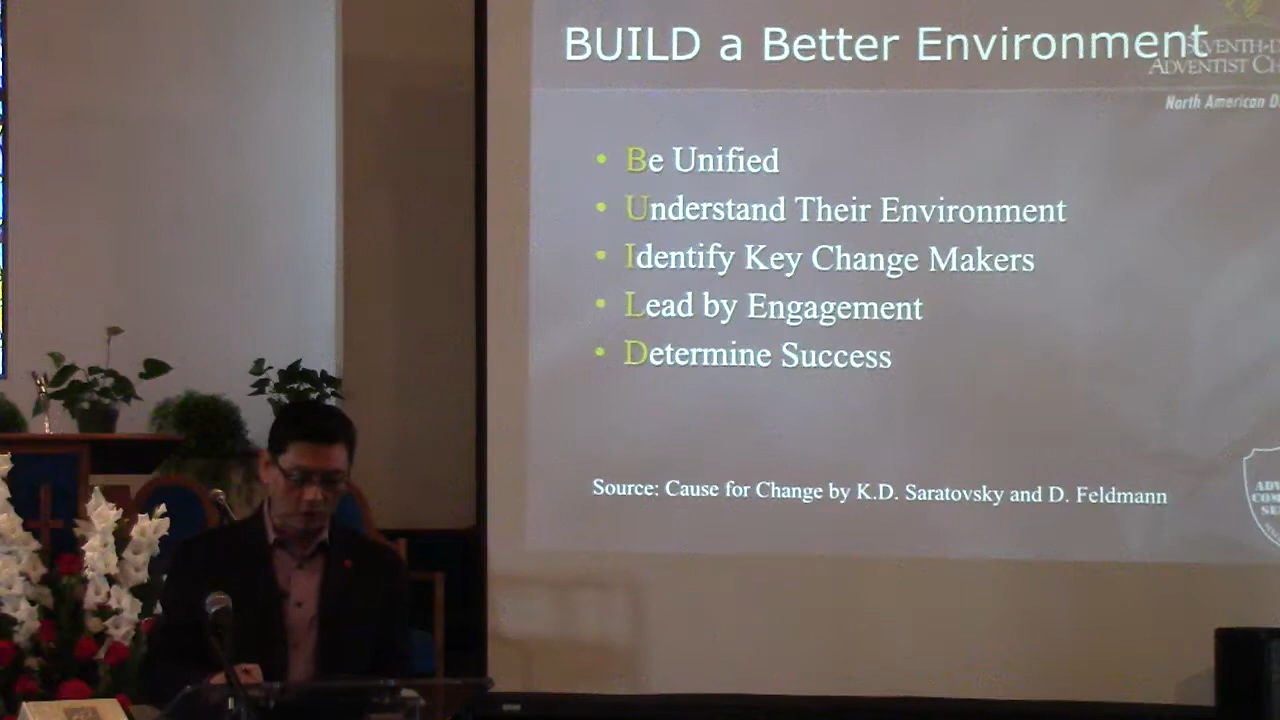 BUILD a Better Environment
ADVENTIST
North American
• Be Unified
• Understand Their Environment
• Identify Key Change Makers
• Lead by Engagement
• Determine Success
Source: Cause for Change by K.D. Saratovsky and D. Feldmann